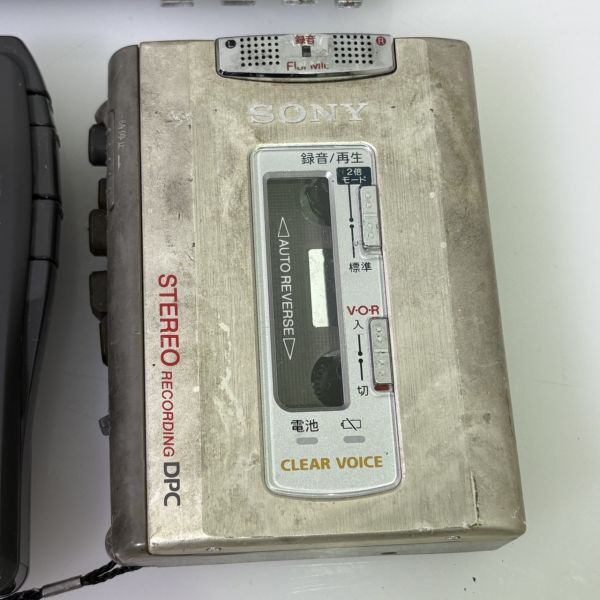 L 録音 R
SONY
録音/再生
2倍
モード
標準
V・O・R
入
切
◁AUTO REVERSE▷
電池
CLEAR VOICE
STEREO RECORDING DPC